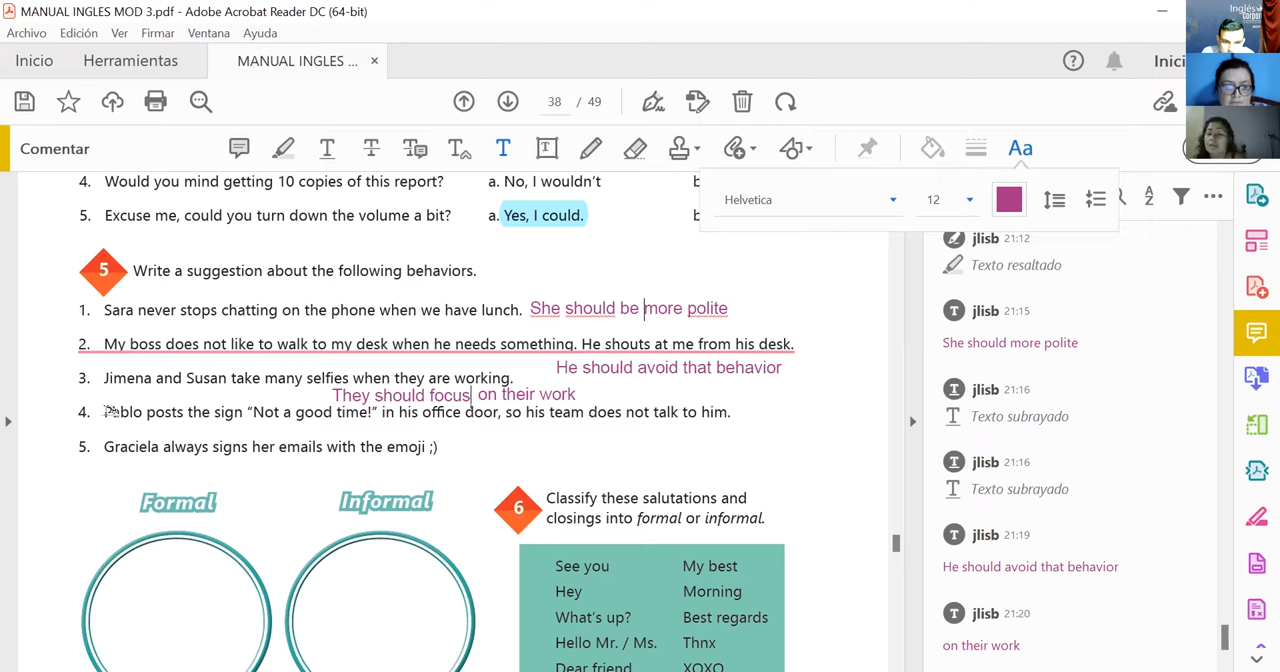 MANUAL INGLES MOD 3.pdf - Adobe Acrobat Reader DC (64-bit)
Archivo Edición Ver Firmar Ventana Ayuda
Inicio Herramientas MANUAL INGLES ... × Inici
38 / 49
Comentar
Helvetica 12
4. Would you mind getting 10 copies of this report? a. No, I wouldn't b
5. Excuse me, could you turn down the volume a bit? a. Yes, I could. b
5 Write a suggestion about the following behaviors.
1. Sara never stops chatting on the phone when we have lunch. She should be more polite
2. My boss does not like to walk to my desk when he needs something. He shouts at me from his desk.
He should avoid that behavior
3. Jimena and Susan take many selfies when they are working.
They should focus on their work
4. Pablo posts the sign “Not a good time!” in his office door, so his team does not talk to him.
5. Graciela always signs her emails with the emoji ;)
Formal
Informal
6 Classify these salutations and
closings into formal or informal.
See you My best
Hey Morning
What's up? Best regards
Hello Mr. / Ms. Thnx
Dear friend XOXO
jlisb 21:12
Texto resaltado
jlisb 21:15
She should more polite
jlisb 21:16
Texto subrayado
jlisb 21:16
Texto subrayado
jlisb 21:19
He should avoid that behavior
jlisb 21:20
on their work
Inglés